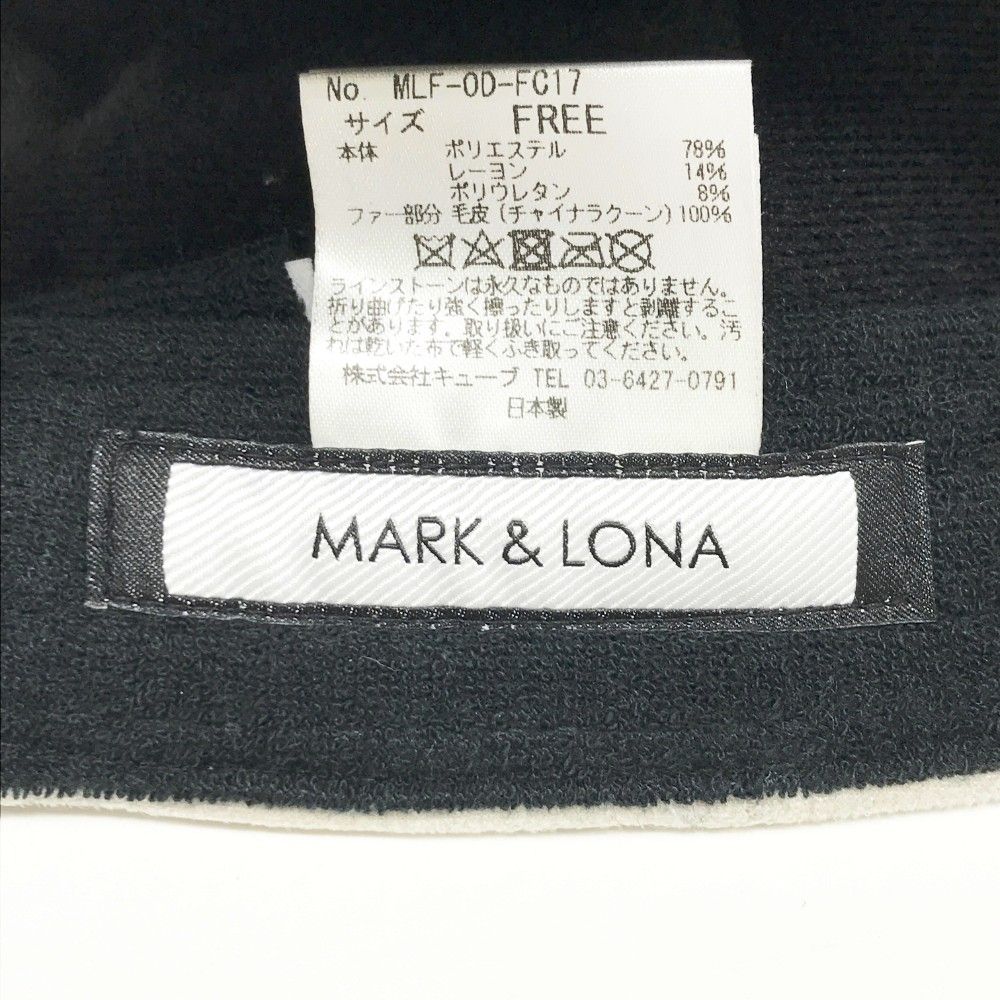 No. MLF-OD-FC17
サイズ FREE
本体 ポリエステル 78%
レーヨン 14%
ポリウレタン 8%
ファー部分 毛皮(チャイナラクーン)100%
ラインストーンは永久なものではありません。
折り曲げたり強く擦ったりしますと剥離するこ
とがあります。取り扱いにご注意ください。汚
れは乾いた布で軽くふき取ってください。
株式会社キューブ TEL 03-6427-0791
日本製
MARK & LONA